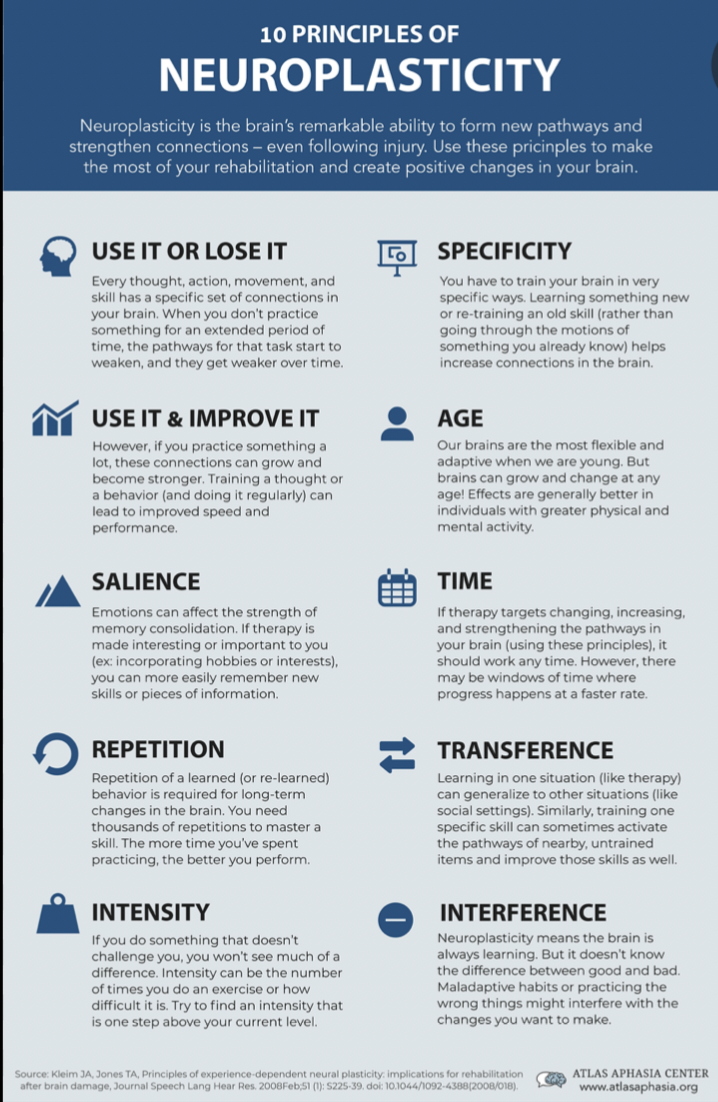 10 PRINCIPLES OF
NEUROPLASTICITY
Neuroplasticity is the brain's remarkable ability to form new pathways and
strengthen connections – even following injury. Use these pricinples to make
the most of your rehabilitation and create positive changes in your brain.
USE IT OR LOSE IT
Every thought, action, movement, and
skill has a specific set of connections in
your brain. When you don't practice
something for an extended period of
time, the pathways for that task start to
weaken, and they get weaker over time.
USE IT & IMPROVE IT
However, if you practice something a
lot, these connections can grow and
become stronger. Training a thought or
a behavior (and doing it regularly) can
lead to improved speed and
performance.
SALIENCE
Emotions can affect the strength of
memory consolidation. If therapy is
made interesting or important to you
(ex: incorporating hobbies or interests),
you can more easily remember new
skills or pieces of information.
REPETITION
Repetition of a learned (or re-learned)
behavior is required for long-term
changes in the brain. You need
thousands of repetitions to master a
skill. The more time you've spent
practicing, the better you perform.
INTENSITY
If you do something that doesn't
challenge you, you won't see much of a
difference. Intensity can be the number
of times you do an exercise or how
difficult it is. Try to find an intensity that
is one step above your current level.
SPECIFICITY
You have to train your brain in very
specific ways. Learning something new
or re-training an old skill (rather than
going through the motions of
something you already know) helps
increase connections in the brain.
AGE
Our brains are the most flexible and
adaptive when we are young. But
brains can grow and change at any
age! Effects are generally better in
individuals with greater physical and
mental activity.
TIME
If therapy targets changing, increasing,
and strengthening the pathways in
your brain (using these principles), it
should work any time. However, there
may be windows of time where
progress happens at a faster rate.
TRANSFERENCE
Learning in one situation (like therapy)
can generalize to other situations (like
social settings). Similarly, training one
specific skill can sometimes activate
the pathways of nearby, untrained
items and improve those skills as well.
INTERFERENCE
Neuroplasticity means the brain is
always learning. But it doesn't know
the difference between good and bad.
Maladaptive habits or practicing the
wrong things might interfere with the
changes you want to make.
Source: Kleim JA, Jones TA, Principles of experience-dependent neural plasticity: implications for rehabilitation
after brain damage, Journal Speech Lang Hear Res. 2008Feb;51 (1): S225-39. doi: 10.1044/1092-4388(2008/018).
ATLAS APHASIA CENTER
www.atlasaphasia.org